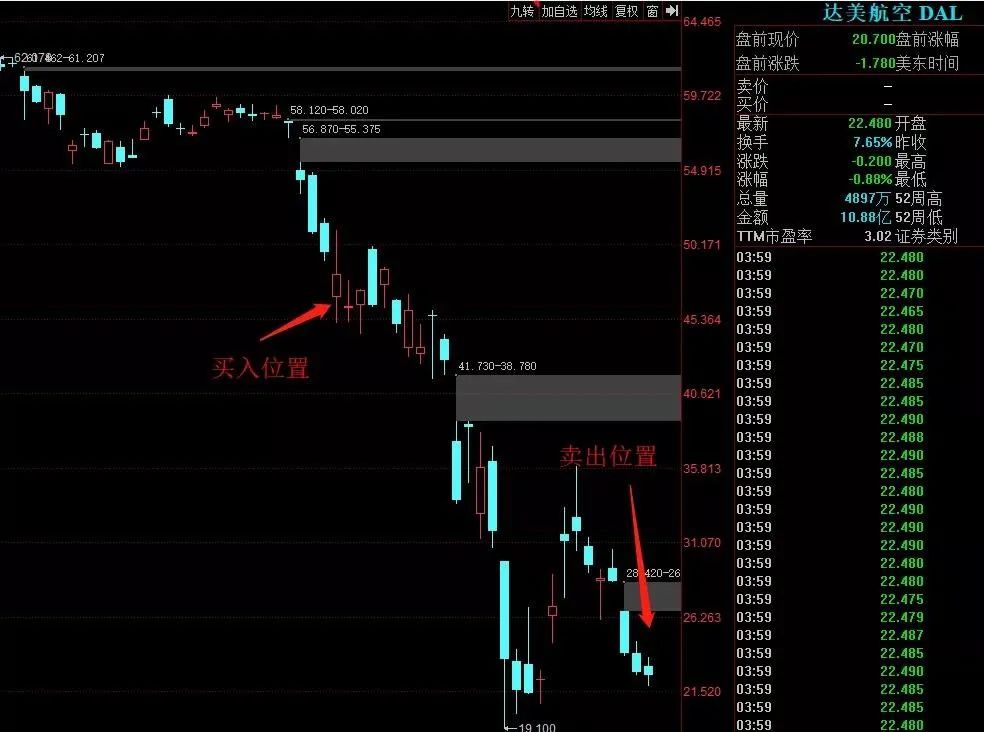 九转 加自选 均线 复权 窗
达美航空 DAL
64.465
盘前现价 20.700 盘前涨幅
盘前涨跌 -1.780 美东时间
卖价 —
买价 —
最新 22.480 开盘
换手 7.65% 昨收
涨跌 -0.200 最高
涨幅 -0.88% 最低
总量 4897万 52周高
金额 10.88亿 52周低
TTM市盈率 3.02 证券类别
-61.207
59.722
58.120-58.020
56.870-55.375
54.915
50.171
45.364
买入位置
41.730-38.780
40.621
卖出位置
35.813
31.070
28.420-26
26.263
21.520
19.100
03:59 22.480
03:59 22.480
03:59 22.470
03:59 22.465
03:59 22.480
03:59 22.470
03:59 22.475
03:59 22.485
03:59 22.485
03:59 22.490
03:59 22.488
03:59 22.490
03:59 22.485
03:59 22.480
03:59 22.490
03:59 22.490
03:59 22.490
03:59 22.480
03:59 22.480
03:59 22.475
03:59 22.479
03:59 22.487
03:59 22.485
03:59 22.490
03:59 22.485
03:59 22.485
03:59 22.480